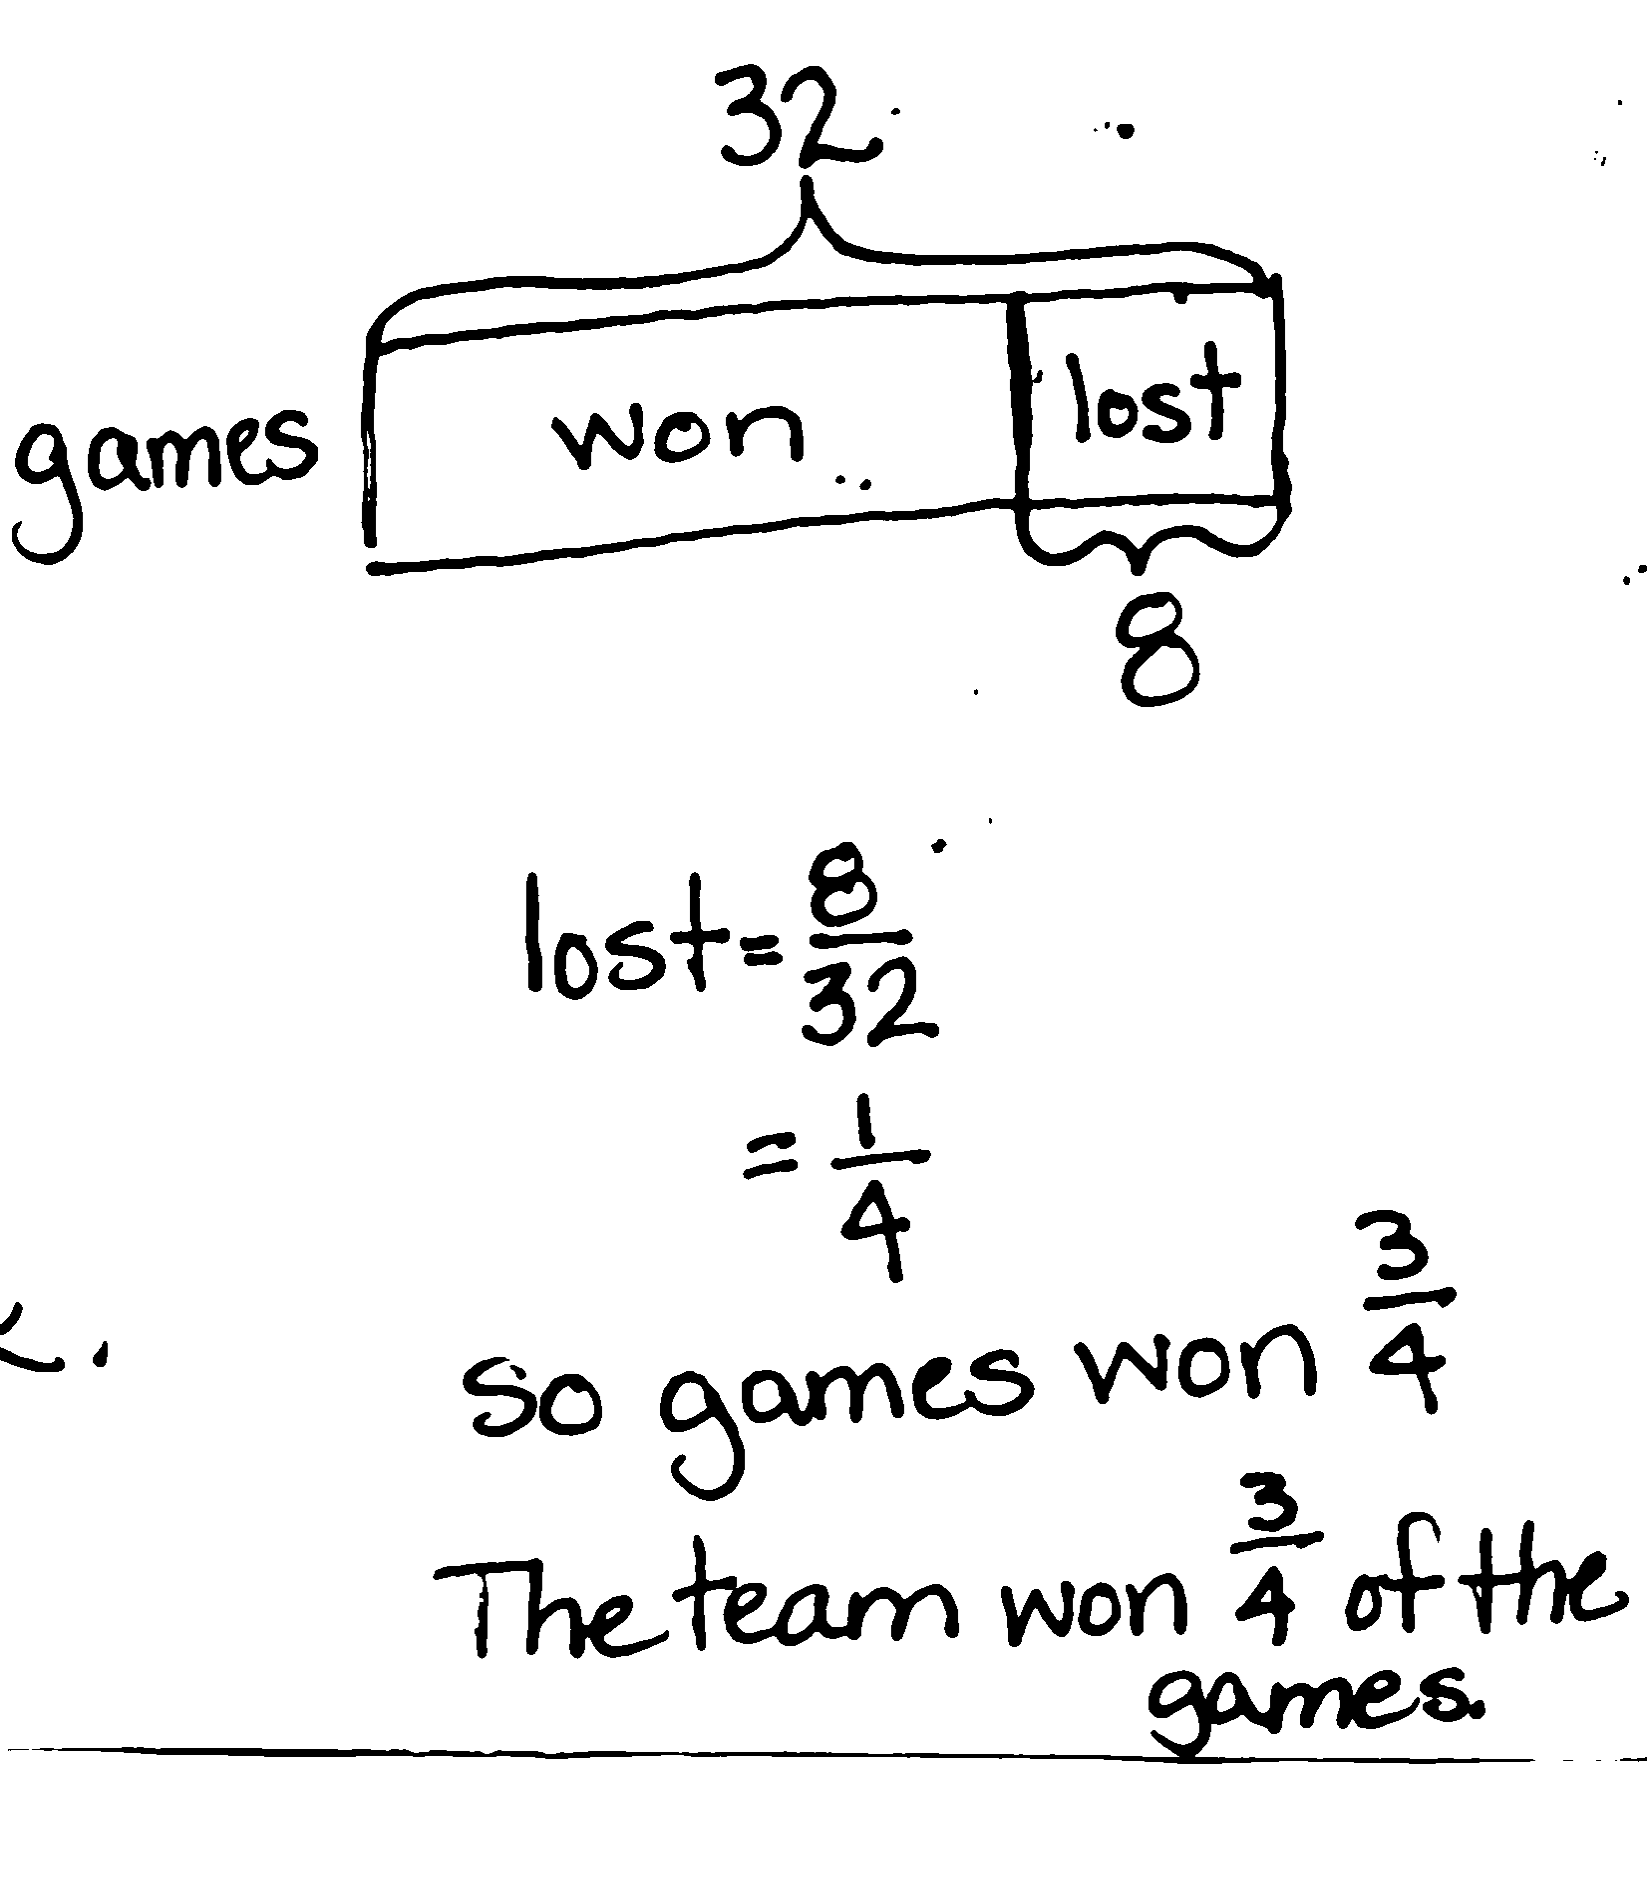 32
games won lost
8
lost = 8/32
= 1/4
So games won 3/4
The team won 3/4 of the
games.